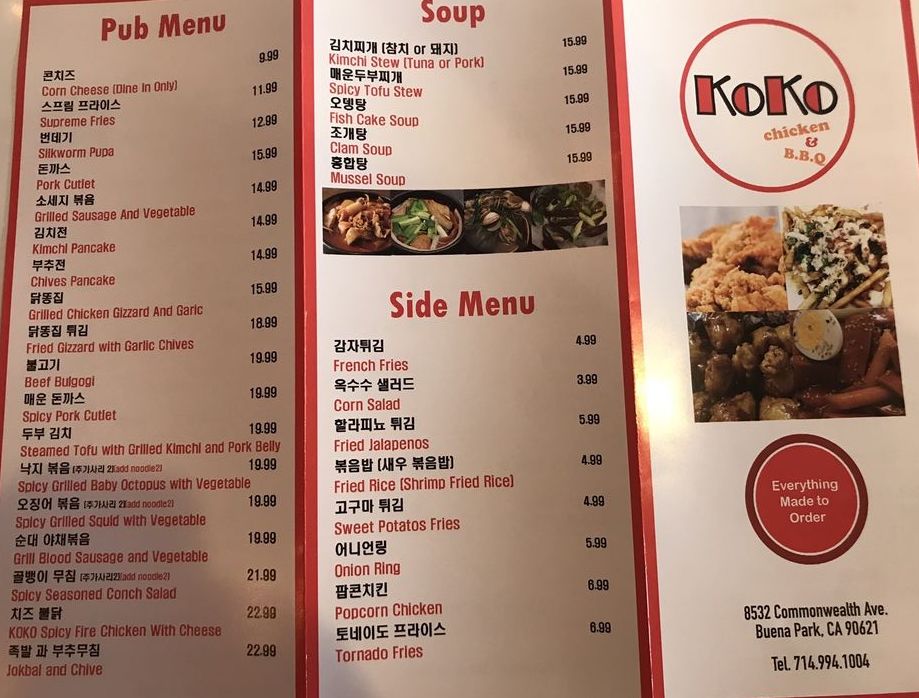 Pub Menu
콘치즈 9.99
Corn Cheese (Dine In Only)
스프림 프라이스 11.99
Supreme Fries
번데기 12.99
Silkworm Pupa
돈까스 15.99
Pork Cutlet
소세지 볶음 14.99
Grilled Sausage And Vegetable
김치전 14.99
Kimchi Pancake
부추전 14.99
Chives Pancake
닭똥집 15.99
Grilled Chicken Gizzard And Garlc
닭똥집 튀김 18.99
Fried Gizzard with Garlic Chives
불고기 19.99
Beef Bulgogi
매운 돈까스 19.99
Spicy Pork Cutlet
두부 김치 19.99
Steamed Tofu with Grilled Kimchi and Pork Belly
낙지 볶음 (주가사리 2)(add noodle2) 19.99
Spicy Grilled Baby Octopus with Vegetable
오징어 볶음 (주가사리 2)(add noodle2) 19.99
Spicy Grilled Squid with Vegetable
순대 야채볶음 19.99
Grill Blood Sausage and Vegetable
골뱅이 무침 (주가사리2)(add noodle2) 21.99
Spicy Seasoned Conch Salad
치즈 불닭 22.99
KOKO Spicy Fire Chicken With Cheese
족발 과 부추무침 22.99
Jokbal and Chive
Soup
김치찌개 (참치 or 돼지) 15.99
Kimchi Stew (Tuna or Pork)
매운두부찌개 15.99
Spicy Tofu Stew
오뎅탕 15.99
Fish Cake Soup
조개탕 15.99
Clam Soup
홍합탕 15.99
Mussel Soup
Side Menu
감자튀김 4.99
French Fries
옥수수 샐러드 3.99
Corn Salad
할라피뇨 튀김 5.99
Fried Jalapenos
볶음밥 (새우 볶음밥) 4.99
Fried Rice (Shrimp Fried Rice)
고구마 튀김 4.99
Sweet Potatos Fries
어니언링 5.99
Onion Ring
팝콘치킨 6.99
Popcorn Chicken
토네이도 프라이스 6.99
Tornado Fries
KoKo
chicken
&
B.B.Q
Everything
Made to
Order
8532 Commonwealth Ave.
Buena Park, CA 90621
Tel. 714.994.1004